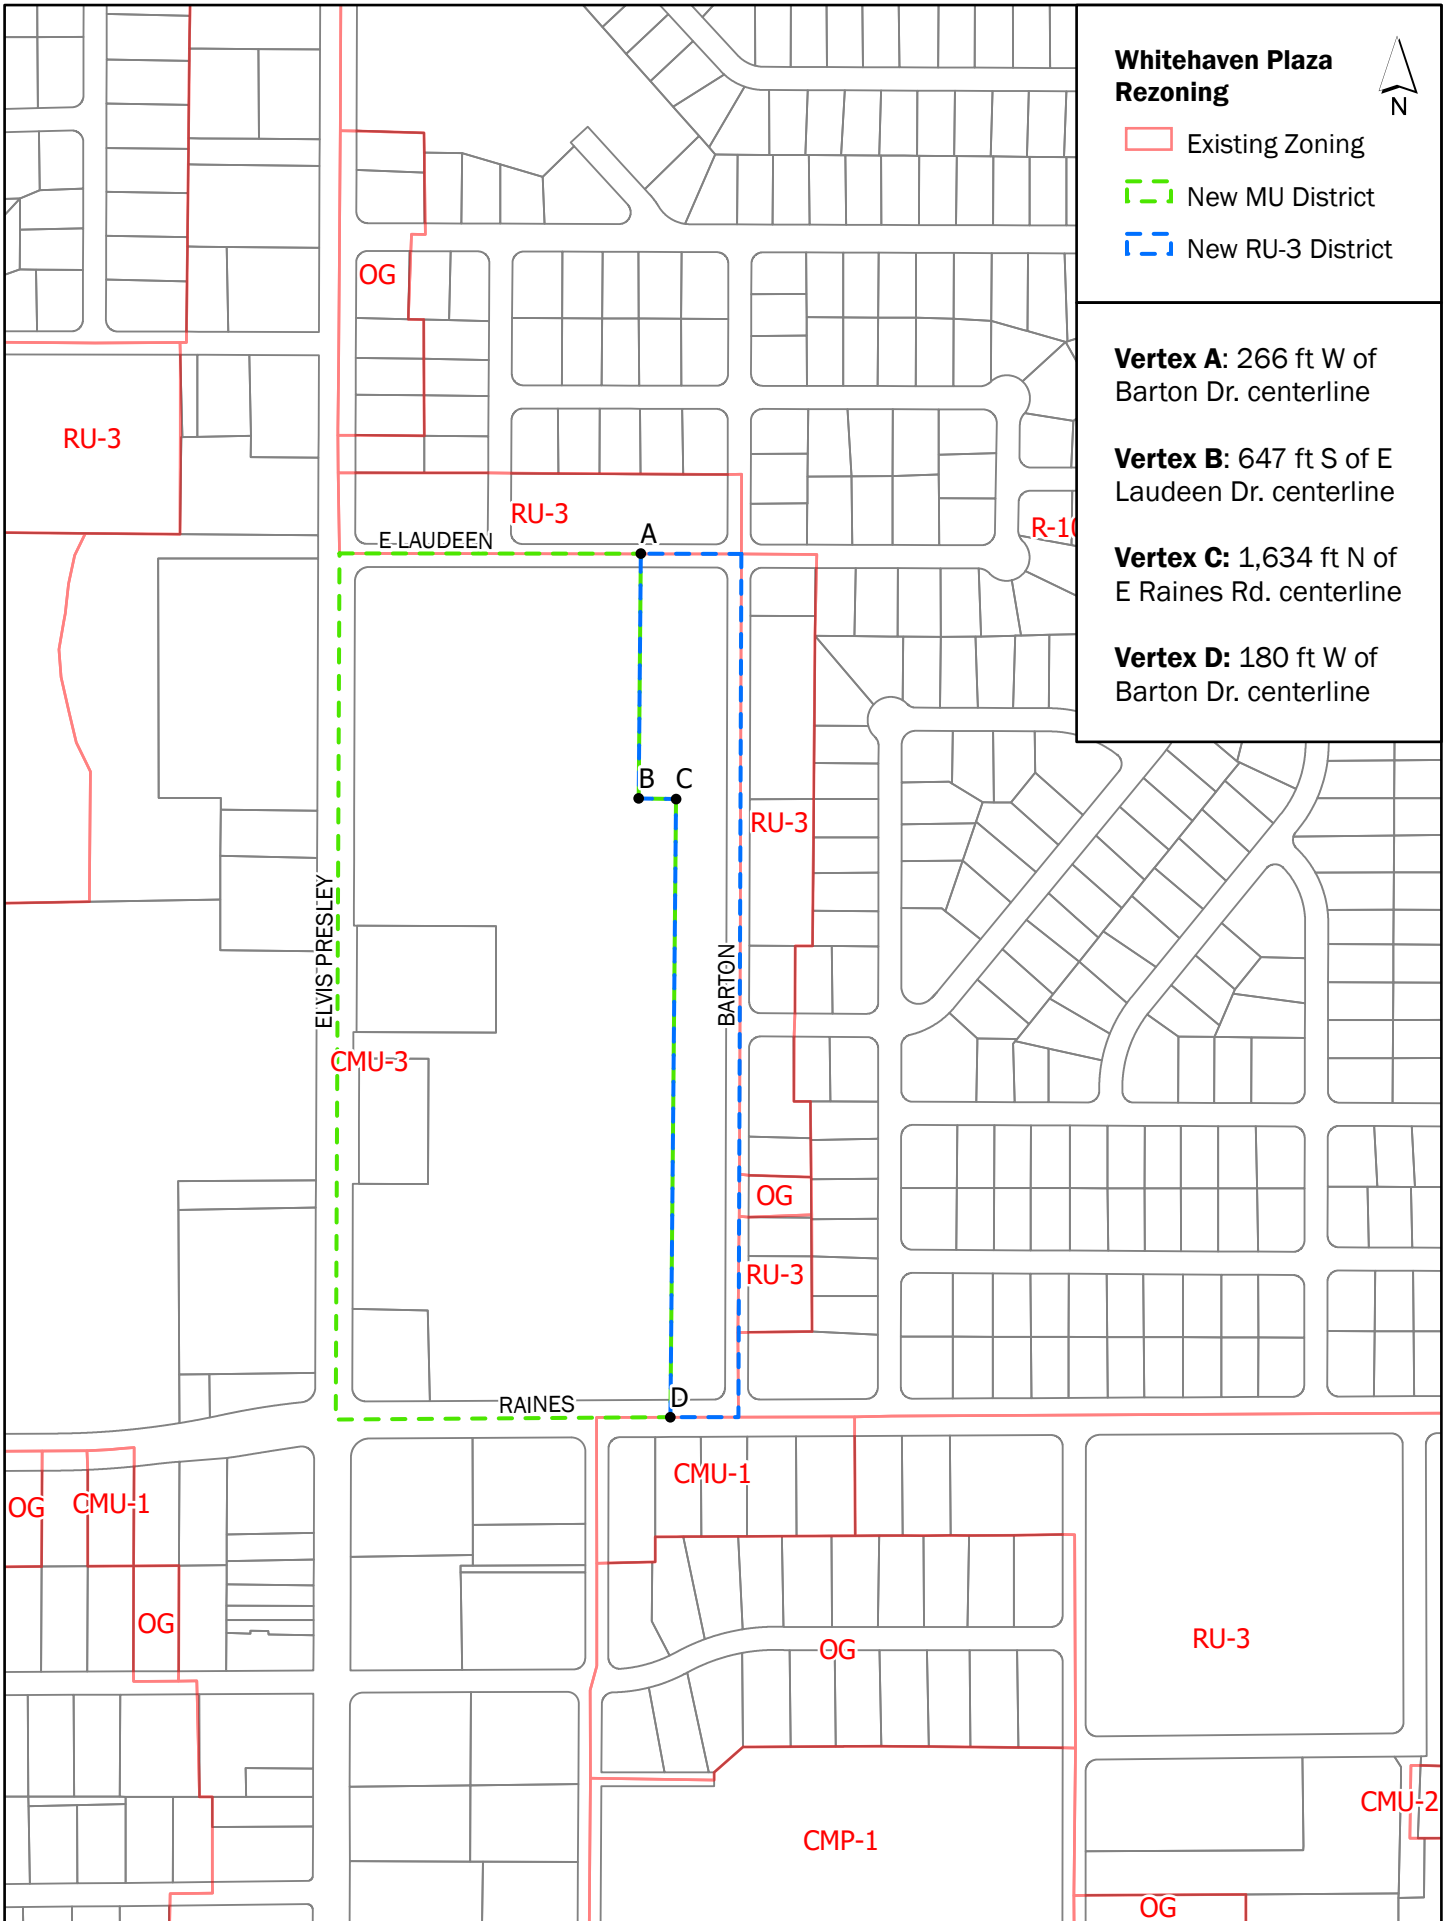 Whitehaven Plaza
Rezoning
N
Existing Zoning
New MU District
New RU-3 District
Vertex A: 266 ft W of
Barton Dr. centerline
Vertex B: 647 ft S of E
Laudeen Dr. centerline
Vertex C: 1,634 ft N of
E Raines Rd. centerline
Vertex D: 180 ft W of
Barton Dr. centerline
OG
RU-3
RU-3
R-10
E LAUDEEN
A
B
C
RU-3
ELVIS PRESLEY
BARTON
CMU-3
OG
RU-3
RAINES
D
CMU-1
OG
CMU-1
OG
OG
RU-3
CMU-2
CMP-1
OG